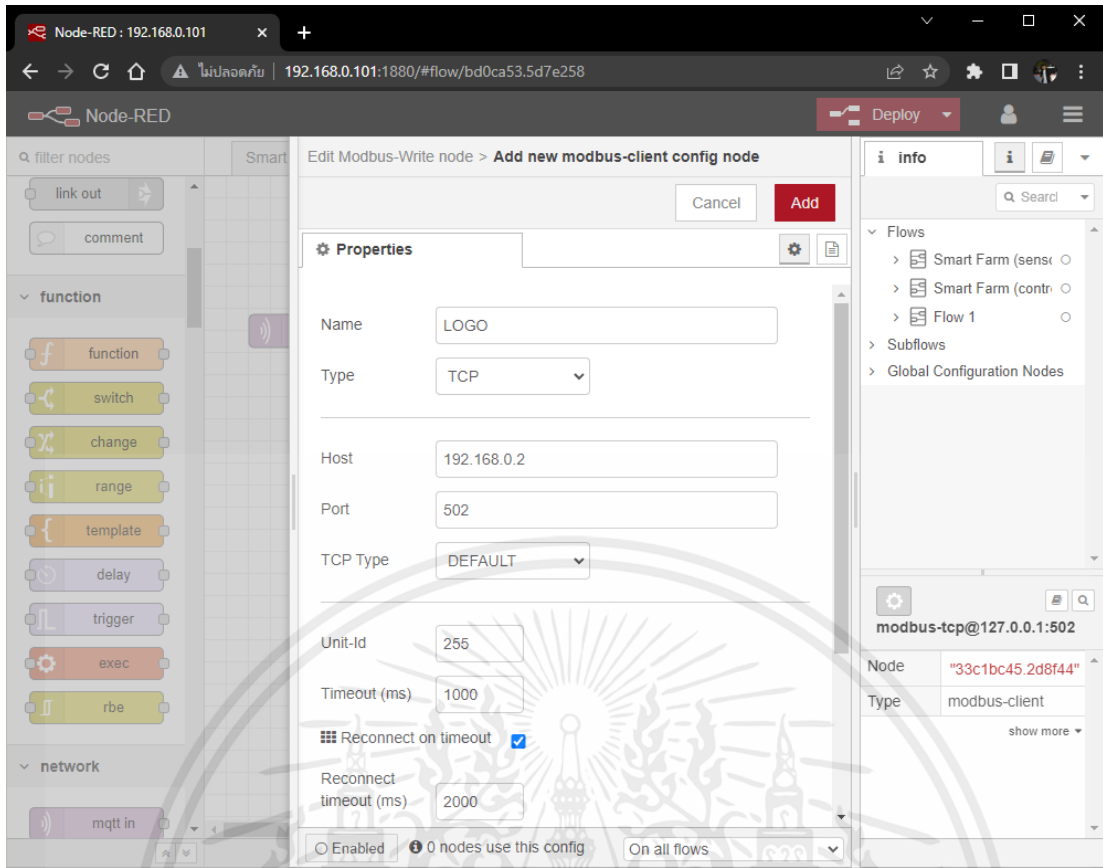 Node-RED : 192.168.0.101
ไม่ปลอดภัย 192.168.0.101:1880/#flow/bd0ca53.5d7e258
Node-RED
Deploy
filter nodes
link out
comment
function
function
switch
change
range
template
delay
trigger
exec
rbe
network
mqtt in
Smart
Edit Modbus-Write node > Add new modbus-client config node
Cancel
Add
Properties
Name LOGO
Type TCP
Host 192.168.0.2
Port 502
TCP Type DEFAULT
Unit-Id 255
Timeout (ms) 1000
Reconnect on timeout
Reconnect
timeout (ms) 2000
Enabled 0 nodes use this config On all flows
info
Flows
Smart Farm
Smart Farm
Flow 1
Subflows
Global Configuration Nodes
modbus-tcp@127.0.0.1:502
Node "33c1bc45.2d8f44"
Type modbus-client
show more